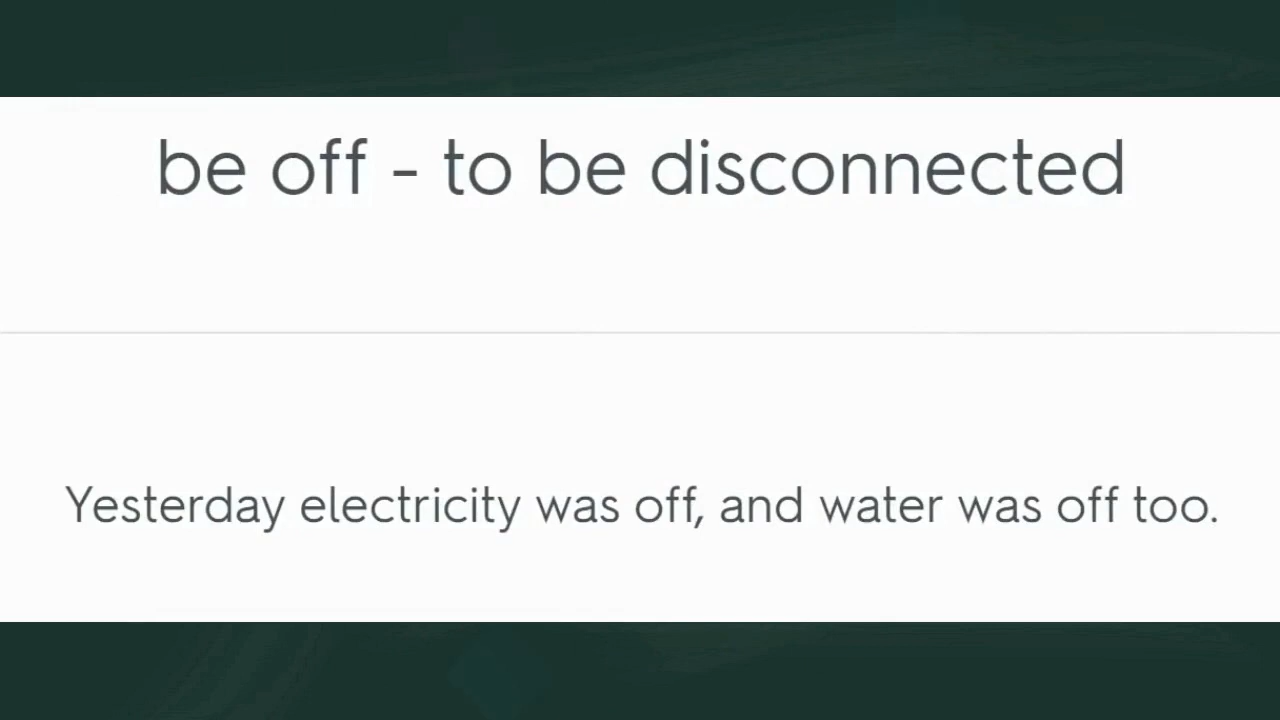 be off - to be disconnected
Yesterday electricity was off, and water was off too.